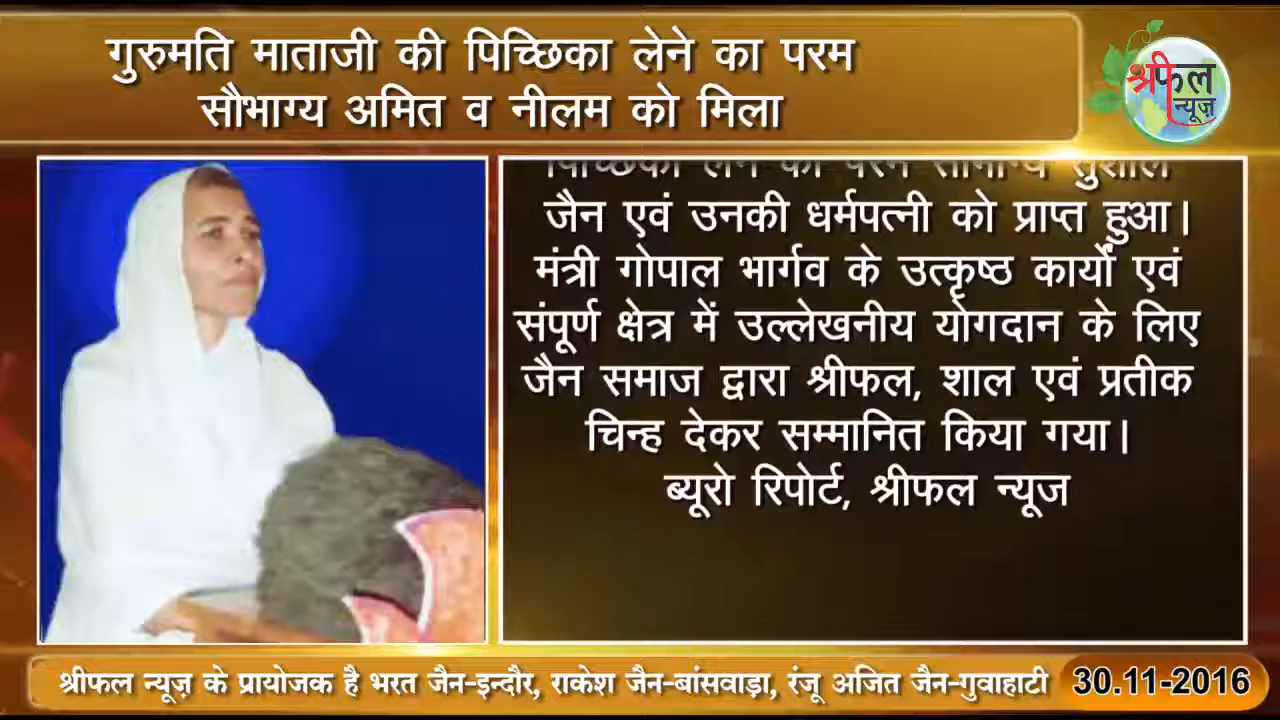 गुरुमति माताजी की पिच्छिका लेने का परम
सौभाग्य अमित व नीलम को मिला
श्रीफल
न्यूज़
पिच्छिका लेने का परम सौभाग्य सुशील
जैन एवं उनकी धर्मपत्नी को प्राप्त हुआ।
मंत्री गोपाल भार्गव के उत्कृष्ठ कार्यों एवं
संपूर्ण क्षेत्र में उल्लेखनीय योगदान के लिए
जैन समाज द्वारा श्रीफल, शाल एवं प्रतीक
चिन्ह देकर सम्मानित किया गया।
ब्यूरो रिपोर्ट, श्रीफल न्यूज
श्रीफल न्यूज़ के प्रायोजक है भरत जैन-इन्दौर, राकेश जैन-बांसवाड़ा, रंजू अजित जैन-गुवाहाटी
30.11-2016